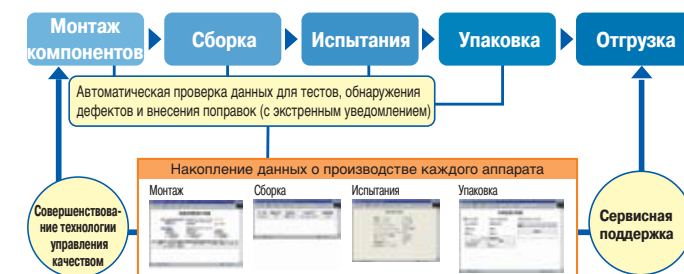 Монтаж
компонентов
Сборка
Испытания
Упаковка
Отгрузка
Автоматическая проверка данных для тестов, обнаружения
дефектов и внесения поправок (с экстренным уведомлением)
Накопление данных о производстве каждого аппарата
Монтаж
Сборка
Испытания
Упаковка
Совершенствова-
ние технологии
управления
качеством
Сервисная
поддержка